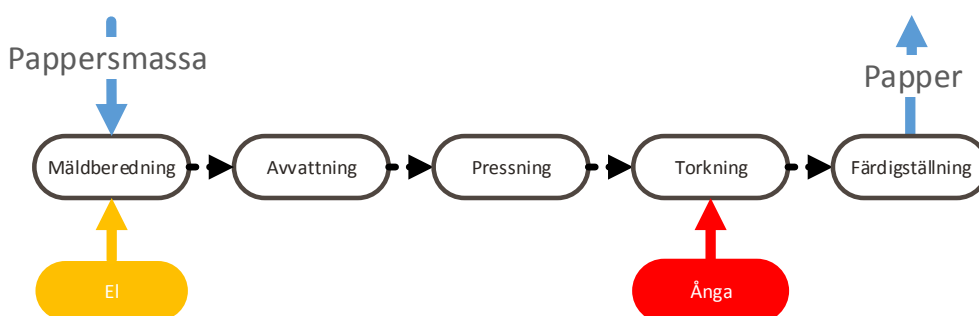 Pappersmassa
Papper
Mäldberedning
Avvattning
Pressning
Torkning
Färdigställning
El
Ånga